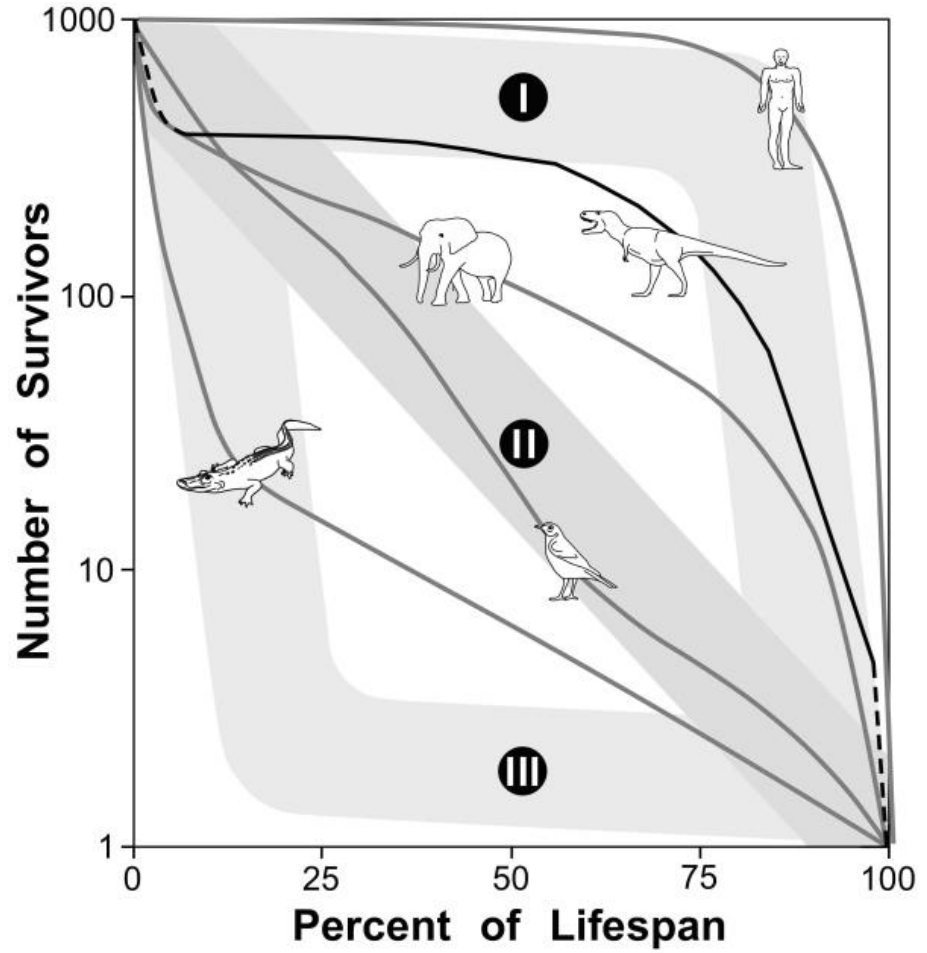 1000
100
10
1
Number of Survivors
I
II
III
0 25 50 75 100
Percent of Lifespan